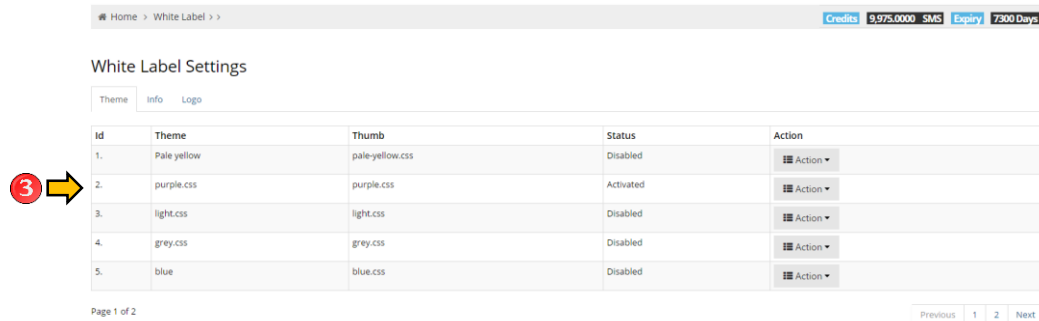 Home > White Label > >
Credits 9,975.0000 SMS Expiry 7300 Days
White Label Settings
Theme Info Logo
Id Theme Thumb Status Action
1. Pale yellow pale-yellow.css Disabled Action
2. purple.css purple.css Activated Action
3
3. light.css light.css Disabled Action
4. grey.css grey.css Disabled Action
5. blue blue.css Disabled Action
Page 1 of 2
Previous 1 2 Next